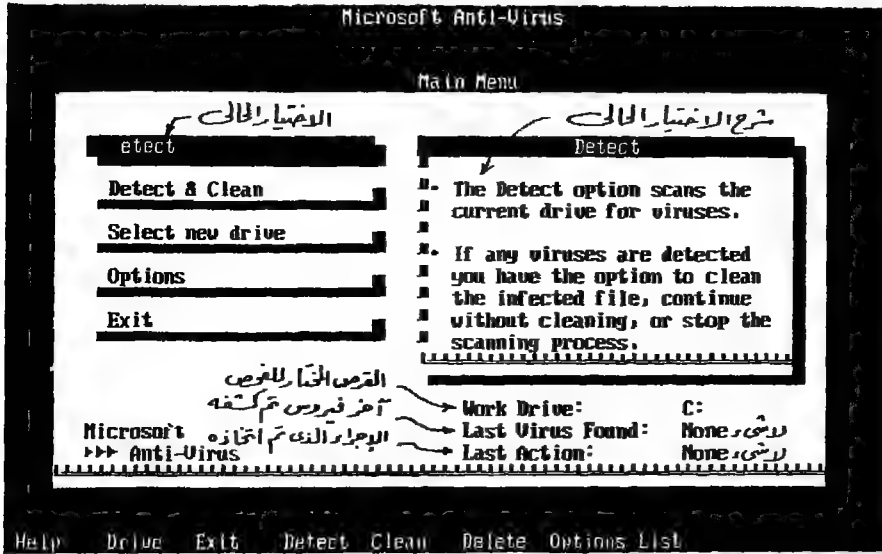 Microsoft Anti-Virus
Main Menu
الاختيار الحالى
شرح الاختيار الحالى
etect
Detect
Detect & Clean
Select new drive
Options
Exit
- The Detect option scans the
current drive for viruses.
- If any viruses are detected
you have the option to clean
the infected file, continue
without cleaning, or stop the
scanning process.
القرص المختار للفحص
Work Drive: C:
آخر فيروس تم كشفه
Last Virus Found: None لاشىء
الإجراء الذى تم اتخاذه
Last Action: None لاشىء
Microsoft
►►► Anti-Virus
Help Drive Exit Detect Clean Delete Options List